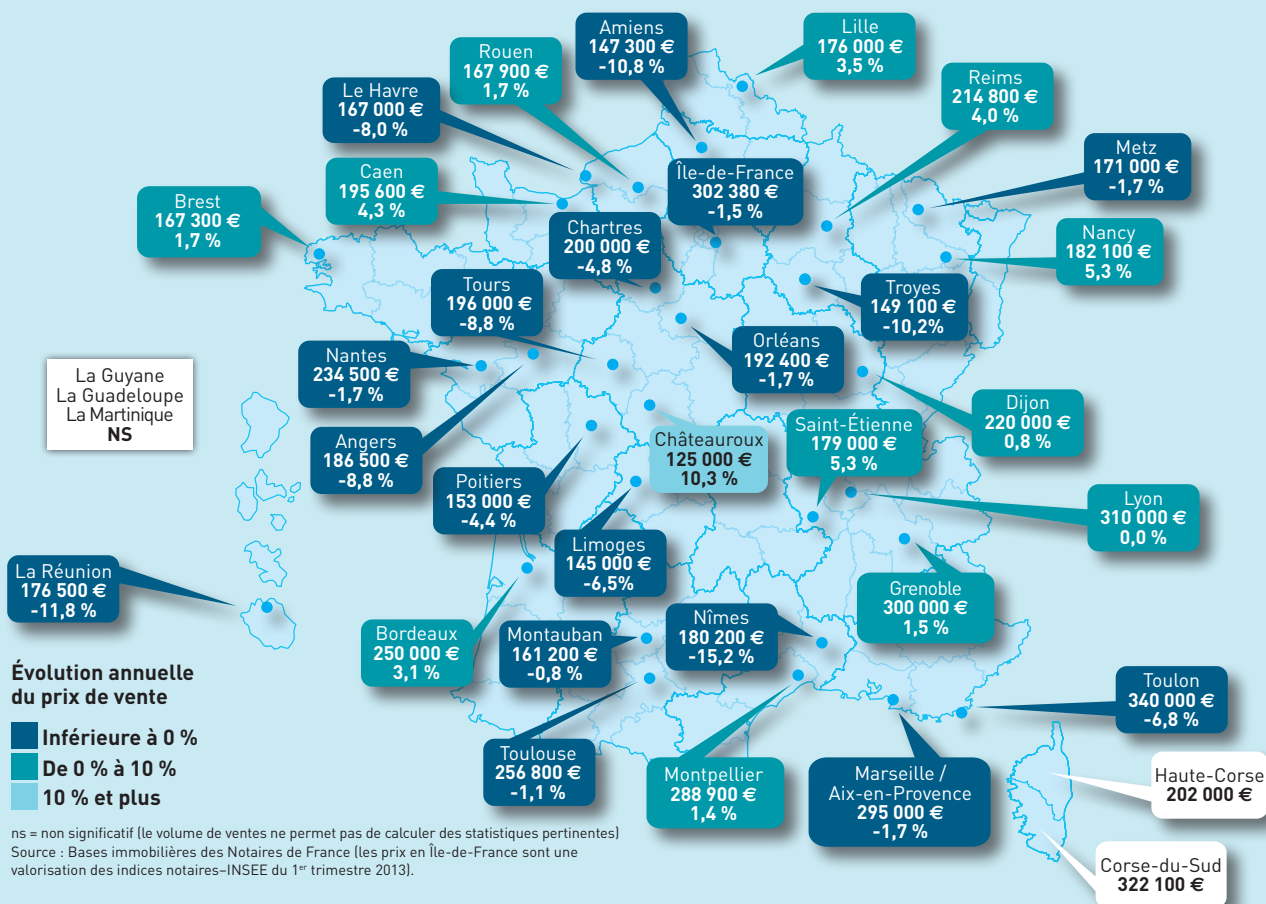 Amiens
147 300 €
-10,8 %
Lille
176 000 €
3,5 %
Rouen
167 900 €
1,7 %
Reims
214 800 €
4,0 %
Le Havre
167 000 €
-8,0 %
Metz
171 000 €
-1,7 %
Île-de-France
302 380 €
-1,5 %
Caen
195 600 €
4,3 %
Brest
167 300 €
1,7 %
Chartres
200 000 €
-4,8 %
Nancy
182 100 €
5,3 %
Tours
196 000 €
-8,8 %
Troyes
149 100 €
-10,2%
Nantes
234 500 €
-1,7 %
Orléans
192 400 €
-1,7 %
La Guyane
La Guadeloupe
La Martinique
NS
Dijon
220 000 €
0,8 %
Angers
186 500 €
-8,8 %
Châteauroux
125 000 €
10,3 %
Saint-Étienne
179 000 €
5,3 %
Poitiers
153 000 €
-4,4 %
Lyon
310 000 €
0,0 %
Limoges
145 000 €
-6,5%
La Réunion
176 500 €
-11,8 %
Grenoble
300 000 €
1,5 %
Bordeaux
250 000 €
3,1 %
Montauban
161 200 €
-0,8 %
Nîmes
180 200 €
-15,2 %
Toulon
340 000 €
-6,8 %
Toulouse
256 800 €
-1,1 %
Montpellier
288 900 €
1,4 %
Marseille /
Aix-en-Provence
295 000 €
-1,7 %
Haute-Corse
202 000 €
Corse-du-Sud
322 100 €
Évolution annuelle
du prix de vente
Inférieure à 0 %
De 0 % à 10 %
10 % et plus
ns = non significatif (le volume de ventes ne permet pas de calculer des statistiques pertinentes)
Source : Bases immobilières des Notaires de France (les prix en Île-de-France sont une
valorisation des indices notaires–INSEE du 1er trimestre 2013).